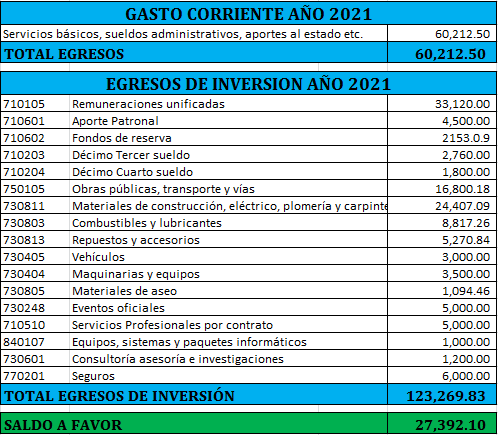 GASTO CORRIENTE AÑO 2021
Servicios básicos, sueldos administrativos, aportes al estado etc. 60,212.50
TOTAL EGRESOS 60,212.50
EGRESOS DE INVERSION AÑO 2021
710105 Remuneraciones unificadas 33,120.00
710601 Aporte Patronal 4,500.00
710602 Fondos de reserva 2153.0.9
710203 Décimo Tercer sueldo 2,760.00
710204 Décimo Cuarto sueldo 1,800.00
750105 Obras públicas, transporte y vías 16,800.18
730811 Materiales de construcción, eléctrico, plomería y carpinte 24,407.09
730803 Combustibles y lubricantes 8,817.26
730813 Repuestos y accesorios 5,270.84
730405 Vehículos 3,000.00
730404 Maquinarias y equipos 3,500.00
730805 Materiales de aseo 1,094.46
730248 Eventos oficiales 5,000.00
710510 Servicios Profesionales por contrato 5,000.00
840107 Equipos, sistemas y paquetes informáticos 1,000.00
730601 Consultoría asesoría e investigaciones 1,200.00
770201 Seguros 6,000.00
TOTAL EGRESOS DE INVERSIÓN 123,269.83
SALDO A FAVOR 27,392.10